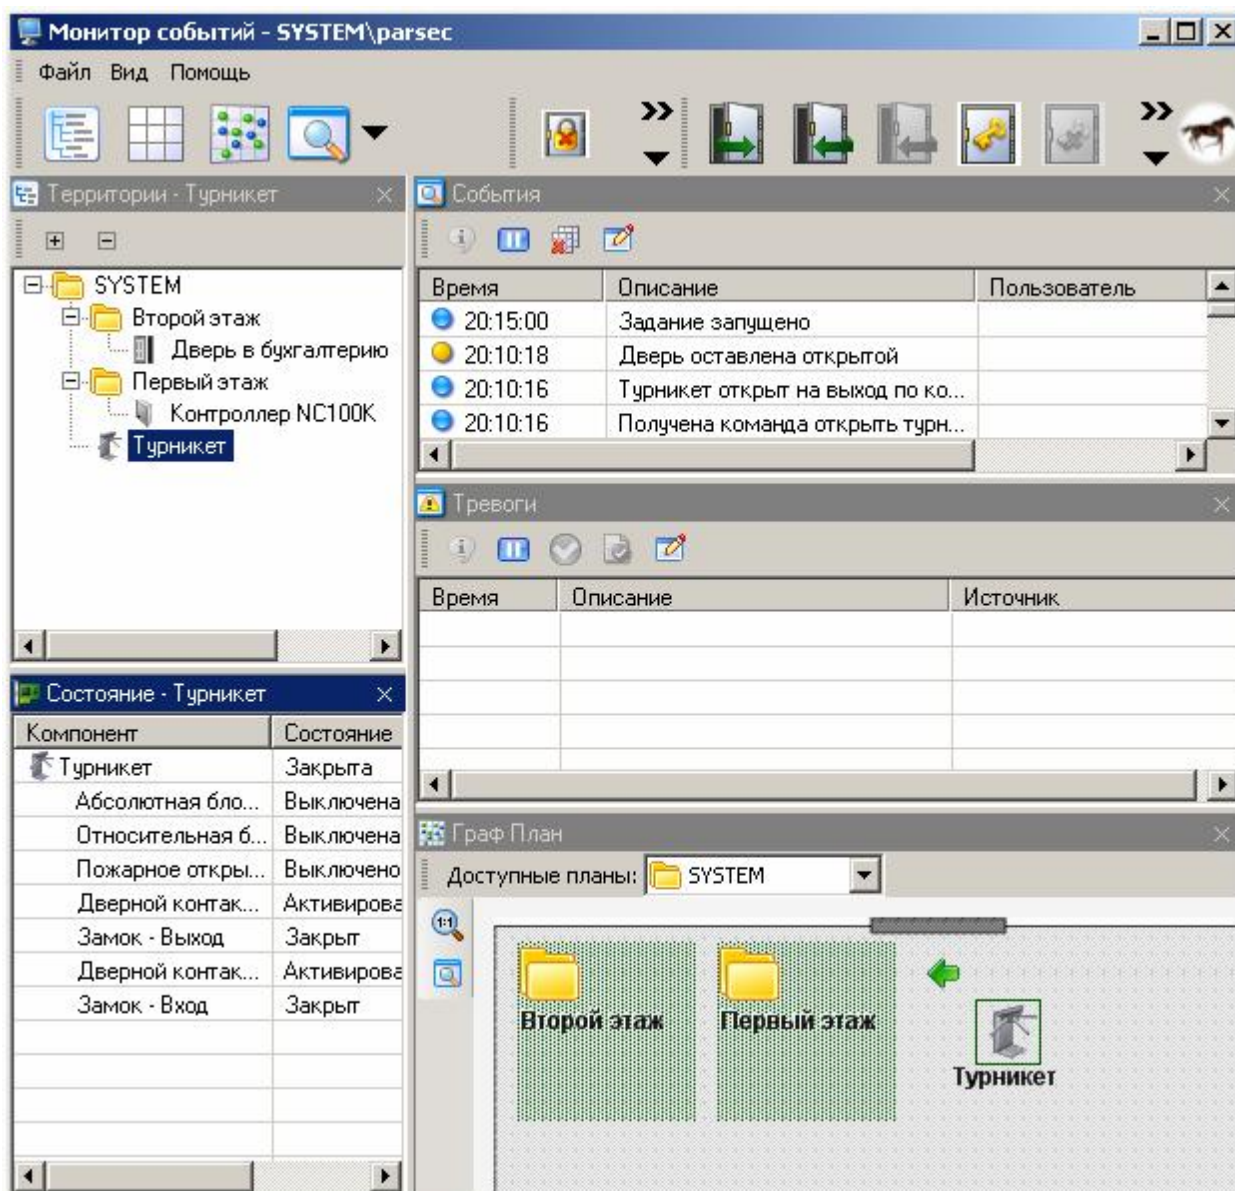 Монитор событий - SYSTEM\parsec
Файл Вид Помощь
Территории - Турникет
SYSTEM
Второй этаж
Дверь в бухгалтерию
Первый этаж
Контроллер NC100K
Турникет
Состояние - Турникет
Компонент Состояние
Турникет Закрыта
Абсолютная бло... Выключена
Относительная б... Выключена
Пожарное откры... Выключено
Дверной контак... Активирова
Замок - Выход Закрыт
Дверной контак... Активирова
Замок - Вход Закрыт
События
Время Описание Пользователь
20:15:00 Задание запущено
20:10:18 Дверь оставлена открытой
20:10:16 Турникет открыт на выход по ко...
20:10:16 Получена команда открыть турн...
Тревоги
Время Описание Источник
Граф План
Доступные планы: SYSTEM
1:1
Второй этаж Первый этаж
Турникет